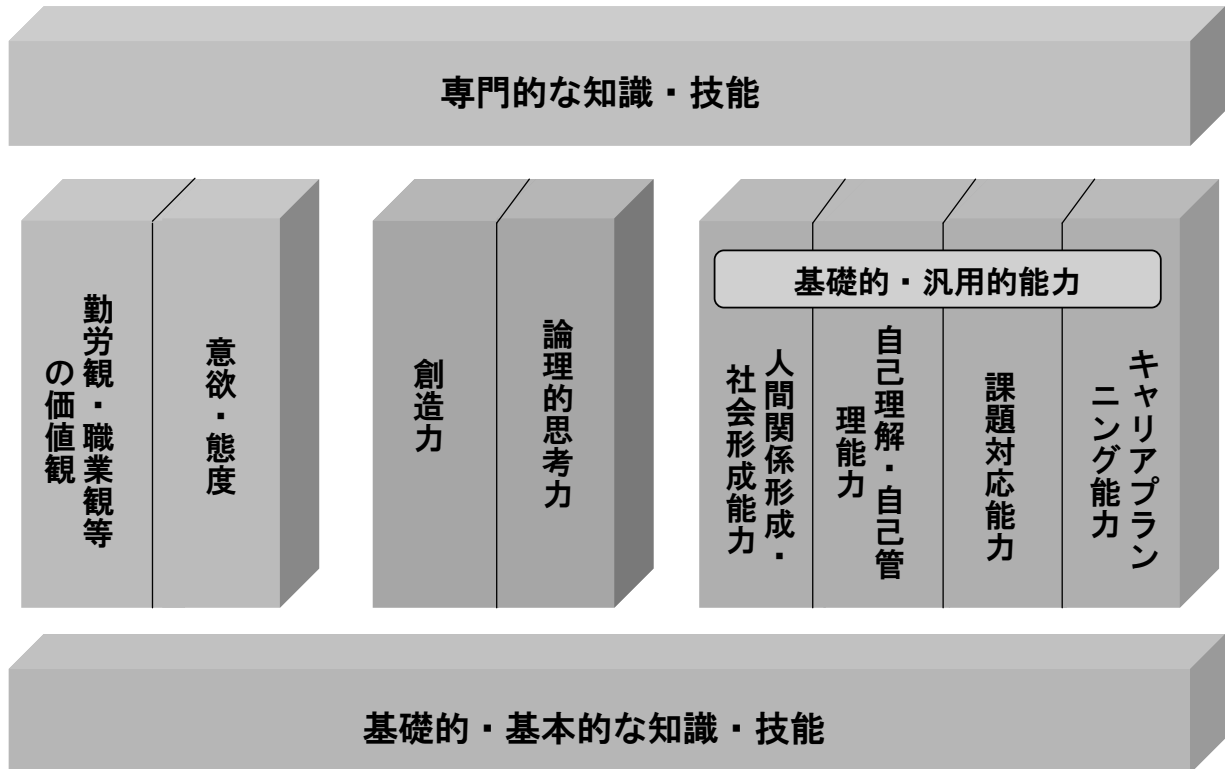 専門的な知識・技能
勤労観・職業観等
の価値観
意欲・態度
創造力
論理的思考力
基礎的・汎用的能力
人間関係形成・
社会形成能力
自己理解・自己管
理能力
課題対応能力
キャリアプラン
ニング能力
基礎的・基本的な知識・技能